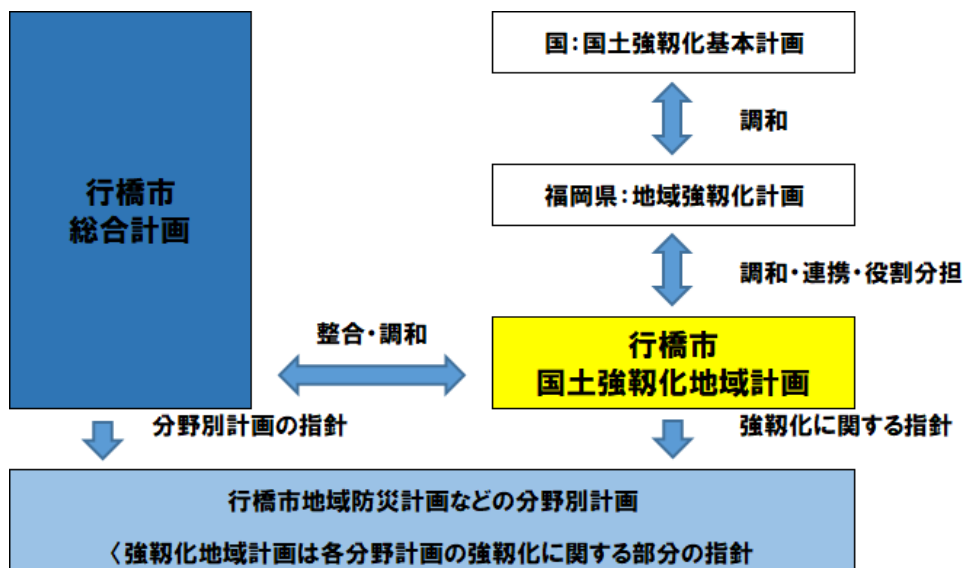 国：国土強靱化基本計画
調和
行橋市
総合計画
福岡県：地域強靱化計画
調和・連携・役割分担
整合・調和
行橋市
国土強靱化地域計画
分野別計画の指針
強靱化に関する指針
行橋市地域防災計画などの分野別計画
〈強靱化地域計画は各分野計画の強靱化に関する部分の指針